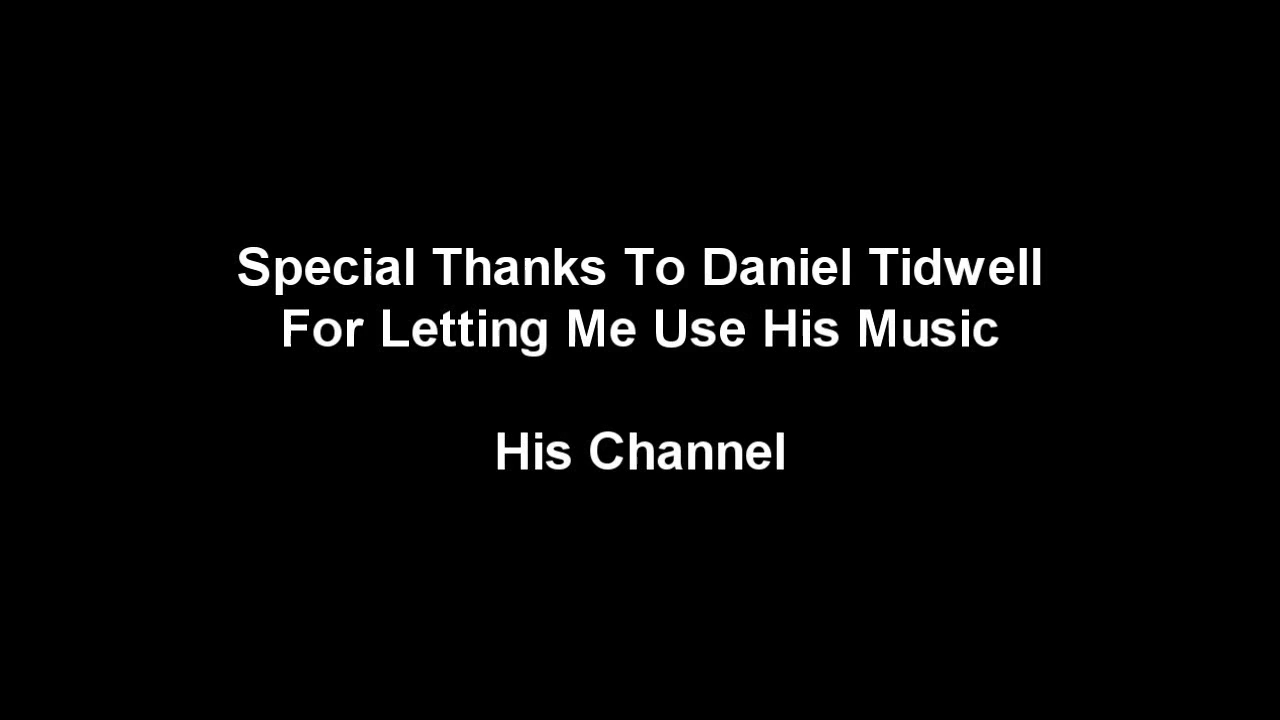 Special Thanks To Daniel Tidwell
For Letting Me Use His Music
His Channel